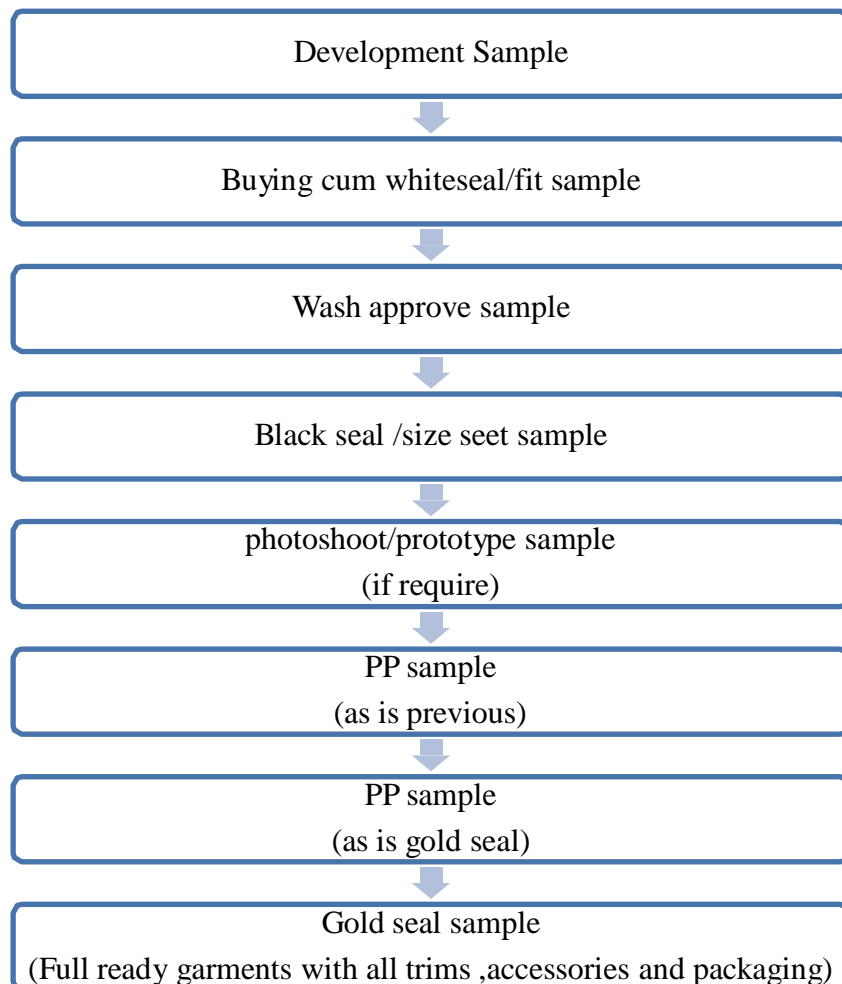 Development Sample
Buying cum whiteseal/fit sample
Wash approve sample
Black seal /size seet sample
photoshoot/prototype sample
(if require)
PP sample
(as is previous)
PP sample
(as is gold seal)
Gold seal sample
(Full ready garments with all trims ,accessories and packaging)